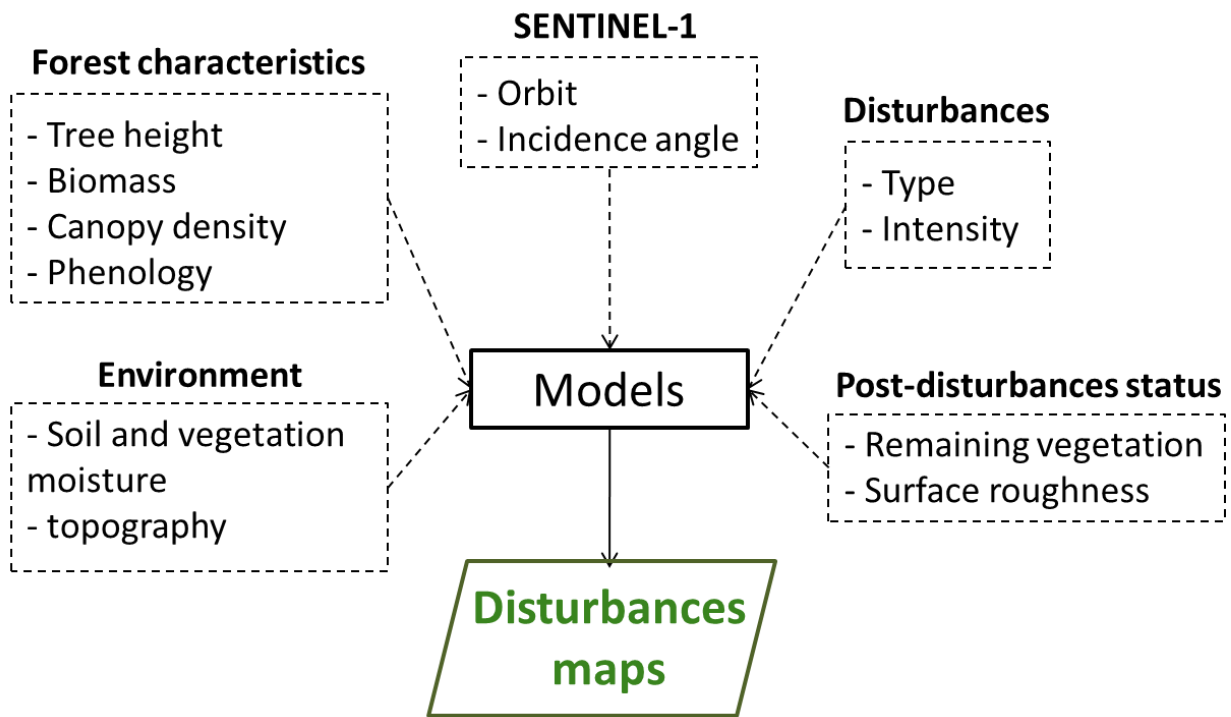 SENTINEL-1
- Orbit
- Incidence angle
Forest characteristics
- Tree height
- Biomass
- Canopy density
- Phenology
Disturbances
- Type
- Intensity
Environment
- Soil and vegetation
moisture
- topography
Models
Post-disturbances status
- Remaining vegetation
- Surface roughness
Disturbances
maps